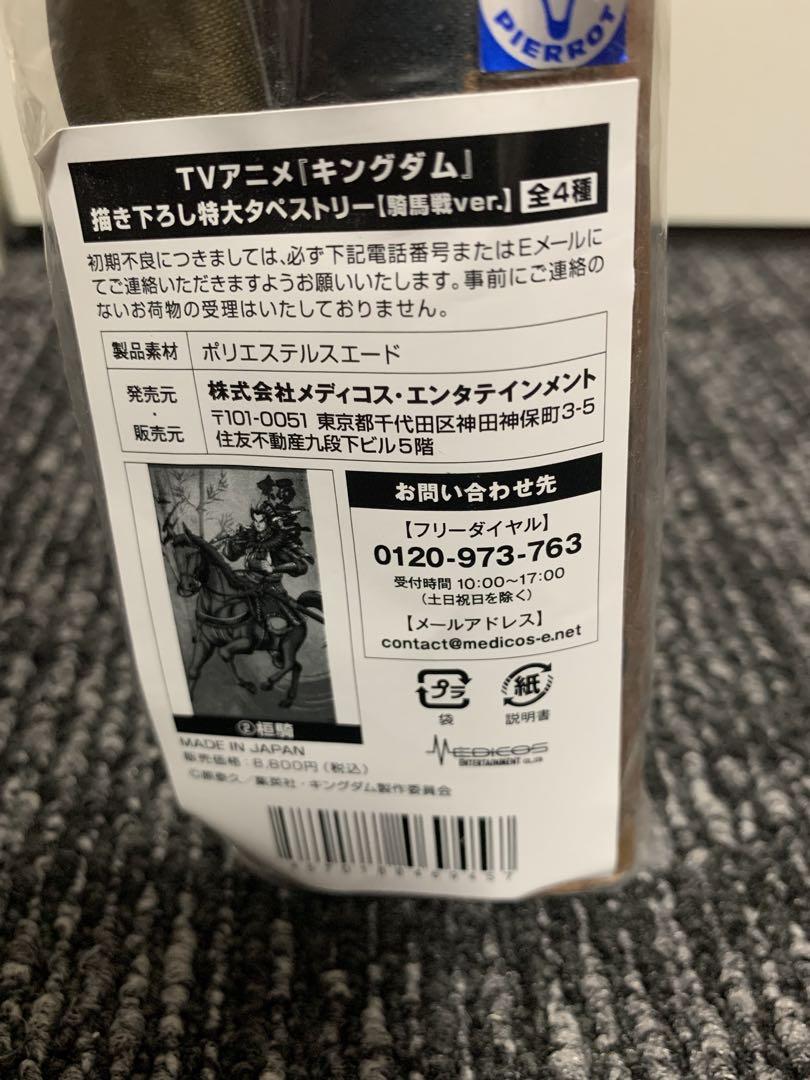 PIERROT
TVアニメ『キングダム』
描き下ろし特大タペストリー【騎馬戦ver.】 全4種
初期不良につきましては、必ず下記電話番号またはEメールに
てご連絡いただきますようお願いいたします。事前にご連絡の
ないお荷物の受理はいたしておりません。
製品素材 ポリエステルスエード
発売元
・
販売元
株式会社メディコス・エンタテインメント
〒101-0051 東京都千代田区神田神保町3-5
住友不動産九段下ビル5階
②桓騎
お問い合わせ先
【フリーダイヤル】
0120-973-763
受付時間 10:00～17:00
（土日祝日を除く）
【メールアドレス】
contact@medicos-e.net
プラ
袋
紙
説明書
MEDICOS
ENTERTAINMENT CO.,LTD
MADE IN JAPAN
販売価格：8,800円（税込）
©原泰久／集英社・キングダム製作委員会